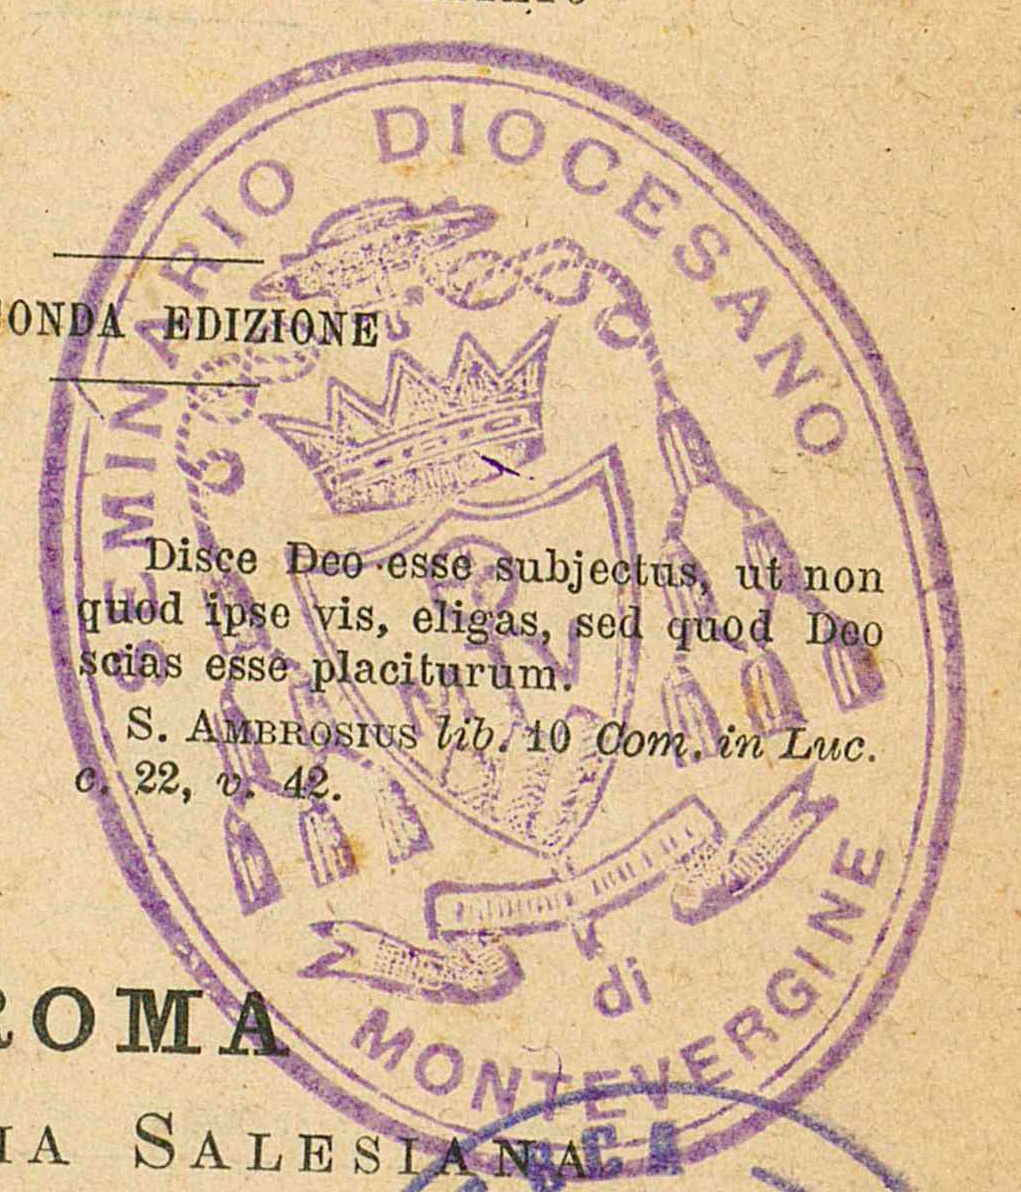 SEMINARIO DIOCESANO
ONDA EDIZIONE
Disce Deo esse subjectus, ut non
quod ipse vis, eligas, sed quod Deo
scias esse placiturum.
S. AMBROSIUS lib. 10 Com. in Luc.
c. 22, v. 42.
di
MONTEVERGINE
ROMA
IA SALESIANA